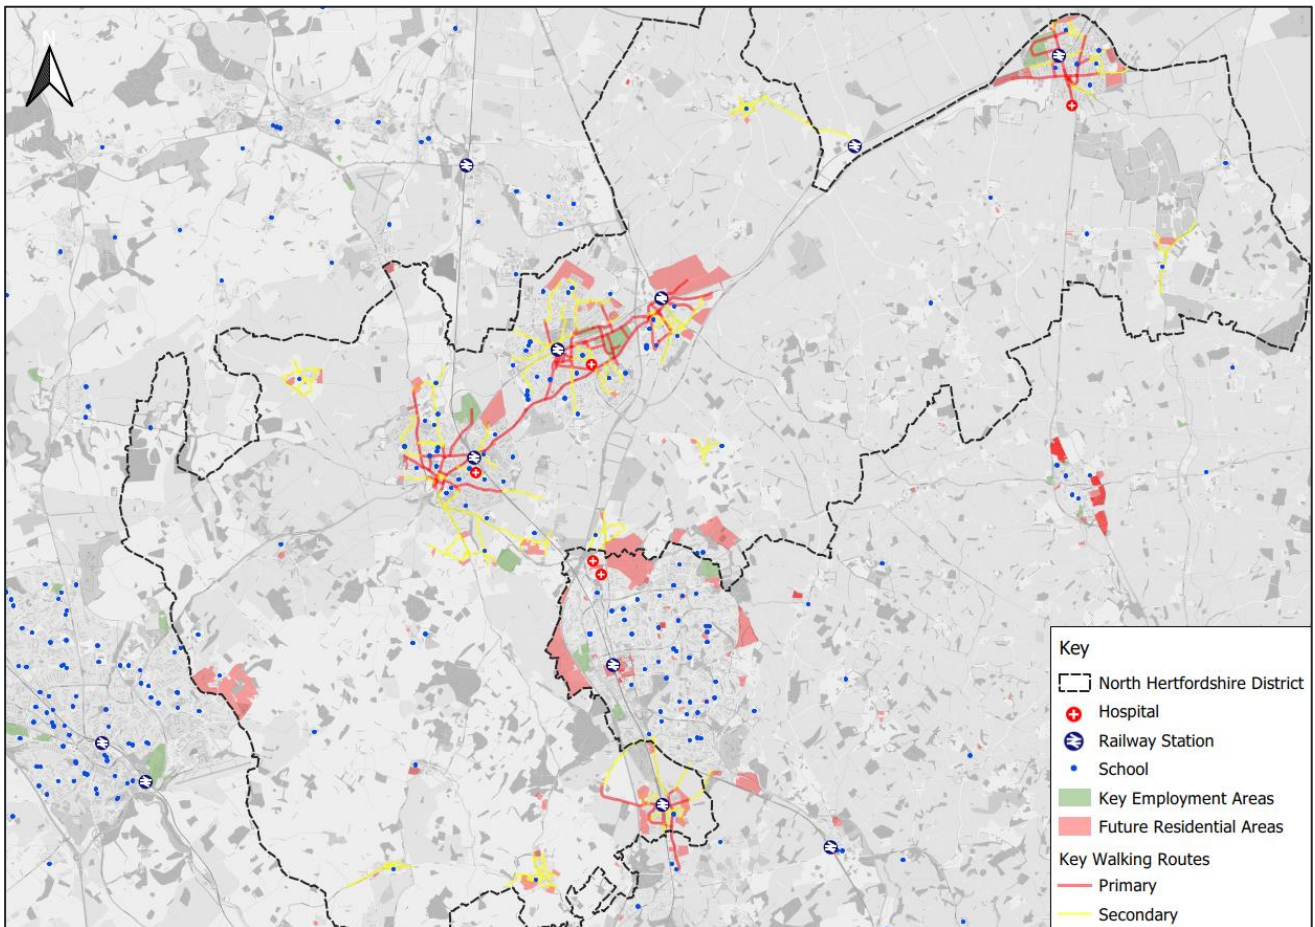 N
Key
North Hertfordshire District
Hospital
Railway Station
School
Key Employment Areas
Future Residential Areas
Key Walking Routes
Primary
Secondary